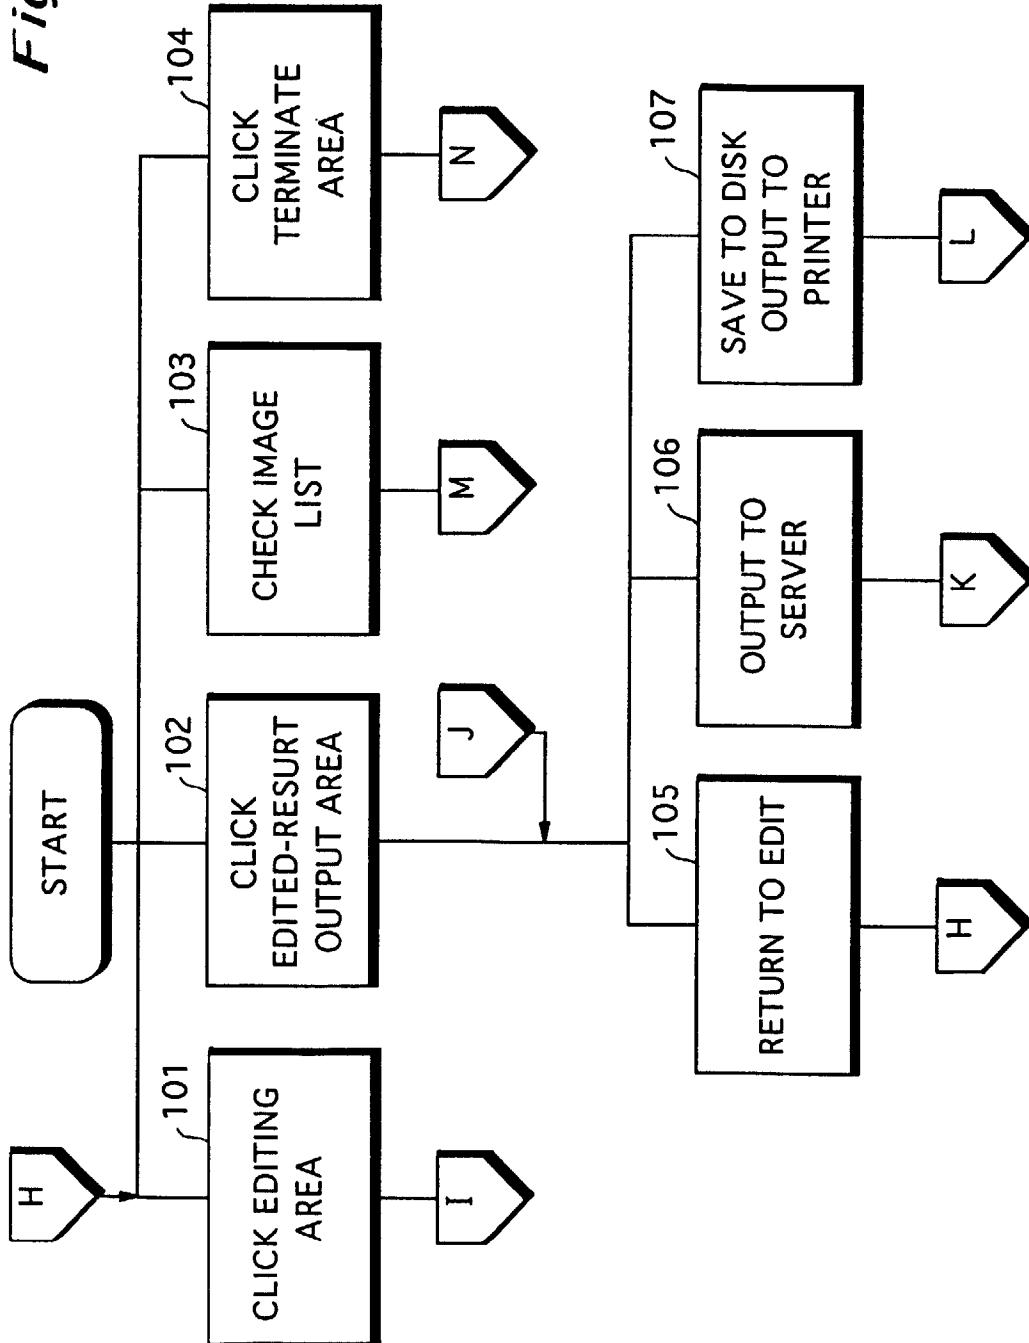 Fig
START
H
101
CLICK EDITING
AREA
I
102
CLICK
EDITED-RESURT
OUTPUT AREA
J
103
CHECK IMAGE
LIST
M
104
CLICK
TERMINATE
AREA
N
105
RETURN TO EDIT
H
106
OUTPUT TO
SERVER
K
107
SAVE TO DISK
OUTPUT TO
PRINTER
L